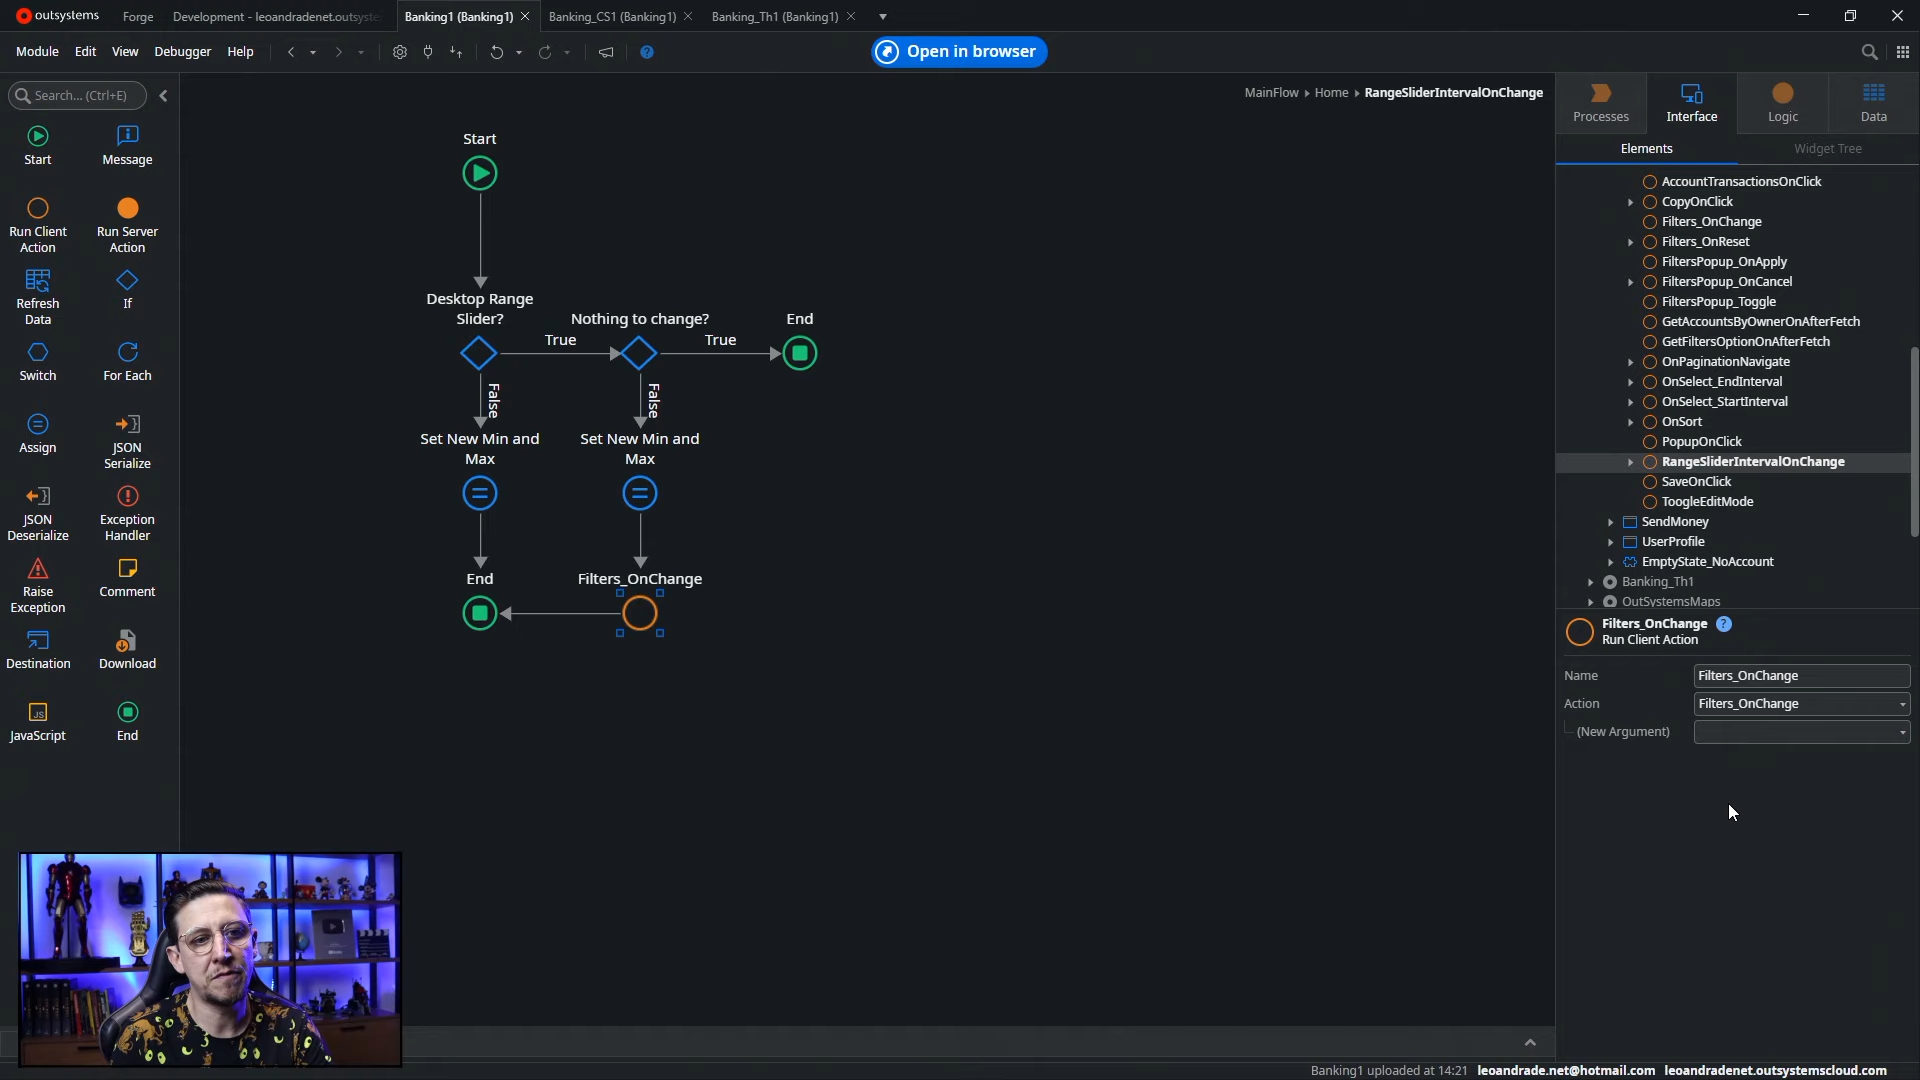 outsystems
Forge
Development - leoandradenet.outsyste
Banking1 (Banking1)
Banking_CS1 (Banking1)
Banking_Th1 (Banking1)
Module
Edit
View
Debugger
Help
Open in browser
Search... (Ctrl+E)
MainFlow
Home
RangeSliderIntervalOnChange
Processes
Interface
Logic
Data
Elements
Widget Tree
Start
Message
Run Client Action
Run Server Action
Refresh Data
If
Switch
For Each
Assign
JSON Serialize
JSON Deserialize
Exception Handler
Raise Exception
Comment
Destination
Download
JavaScript
JS
End
Start
Desktop Range
Slider?
Nothing to change?
End
True
True
False
False
Set New Min and
Max
Set New Min and
Max
End
Filters_OnChange
AccountTransactionsOnClick
CopyOnClick
Filters_OnChange
Filters_OnReset
FiltersPopup_OnApply
FiltersPopup_OnCancel
FiltersPopup_Toggle
GetAccountsByOwnerOnAfterFetch
GetFiltersOptionOnAfterFetch
OnPaginationNavigate
OnSelect_EndInterval
OnSelect_StartInterval
OnSort
PopupOnClick
RangeSliderIntervalOnChange
SaveOnClick
ToogleEditMode
SendMoney
UserProfile
EmptyState_NoAccount
Banking_Th1
OutSystemsMaps
Filters_OnChange
Run Client Action
Name
Filters_OnChange
Action
Filters_OnChange
(New Argument)
Banking1 uploaded at 14:21
leoandrade.net@hotmail.com
leoandradenet.outsystemscloud.com